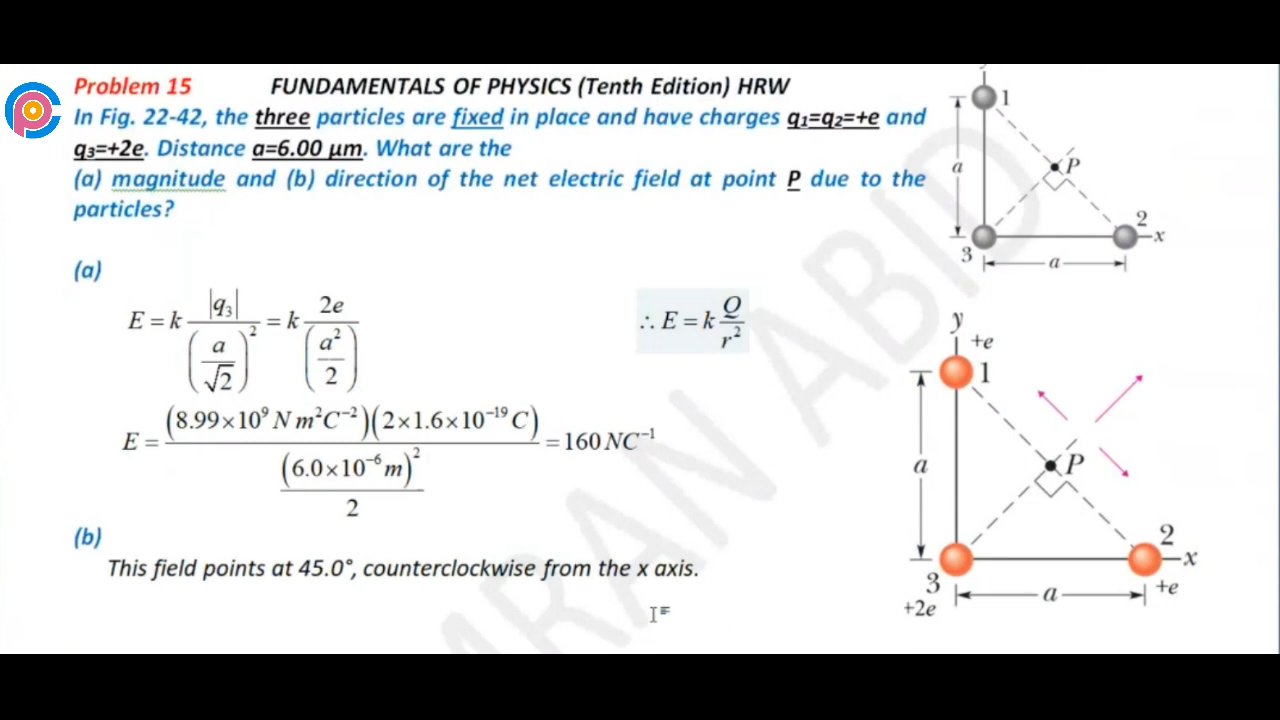 Problem 15 FUNDAMENTALS OF PHYSICS (Tenth Edition) HRW
In Fig. 22-42, the three particles are fixed in place and have charges q₁=q₂=+e and
q₃=+2e. Distance a=6.00 μm. What are the
(a) magnitude and (b) direction of the net electric field at point P due to the
particles?
1
a
P
2
x
3
a
(a)
E = k |q₃| / (a/√2)² = k 2e / (a²/2)
∴ E = k Q/r²
E = (8.99×10⁹ N m²C⁻²)(2×1.6×10⁻¹⁹ C) / ((6.0×10⁻⁶ m)²/2) = 160 NC⁻¹
(b)
This field points at 45.0°, counterclockwise from the x axis.
y
+e
1
a
P
2
x
3
a
+e
+2e
MRAN ABID